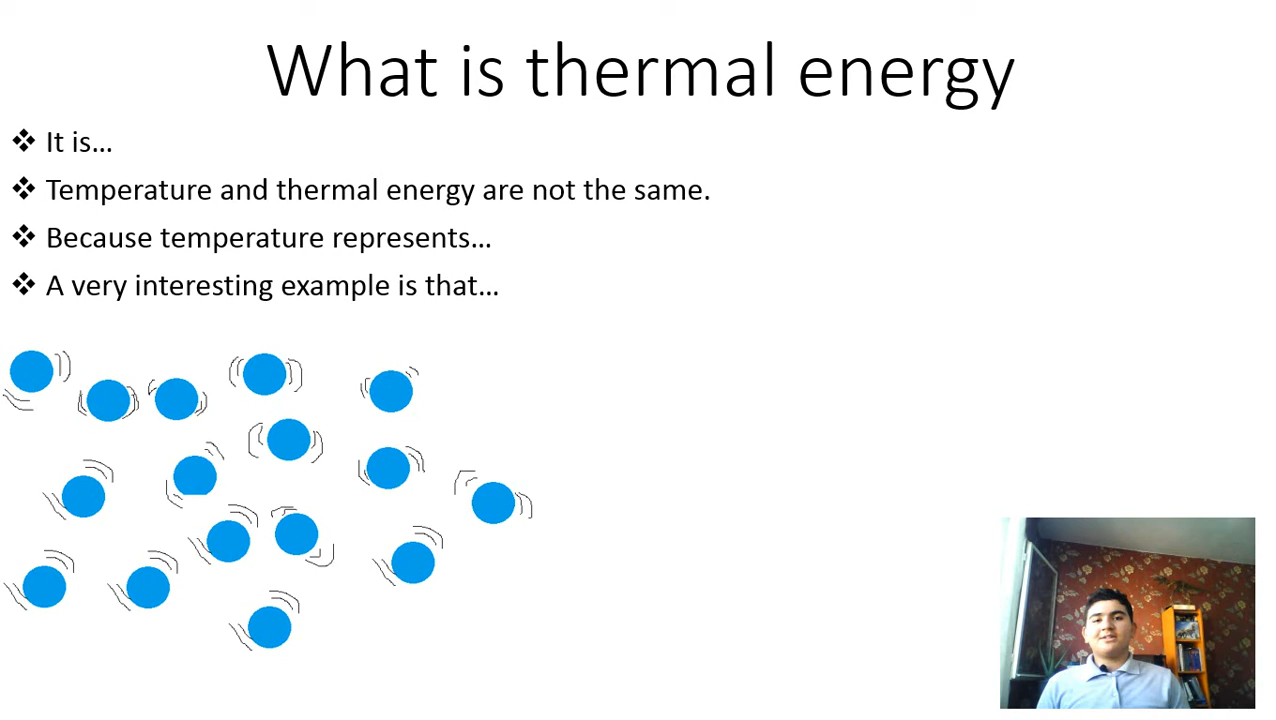 What is thermal energy
❖ It is…
❖ Temperature and thermal energy are not the same.
❖ Because temperature represents…
❖ A very interesting example is that…